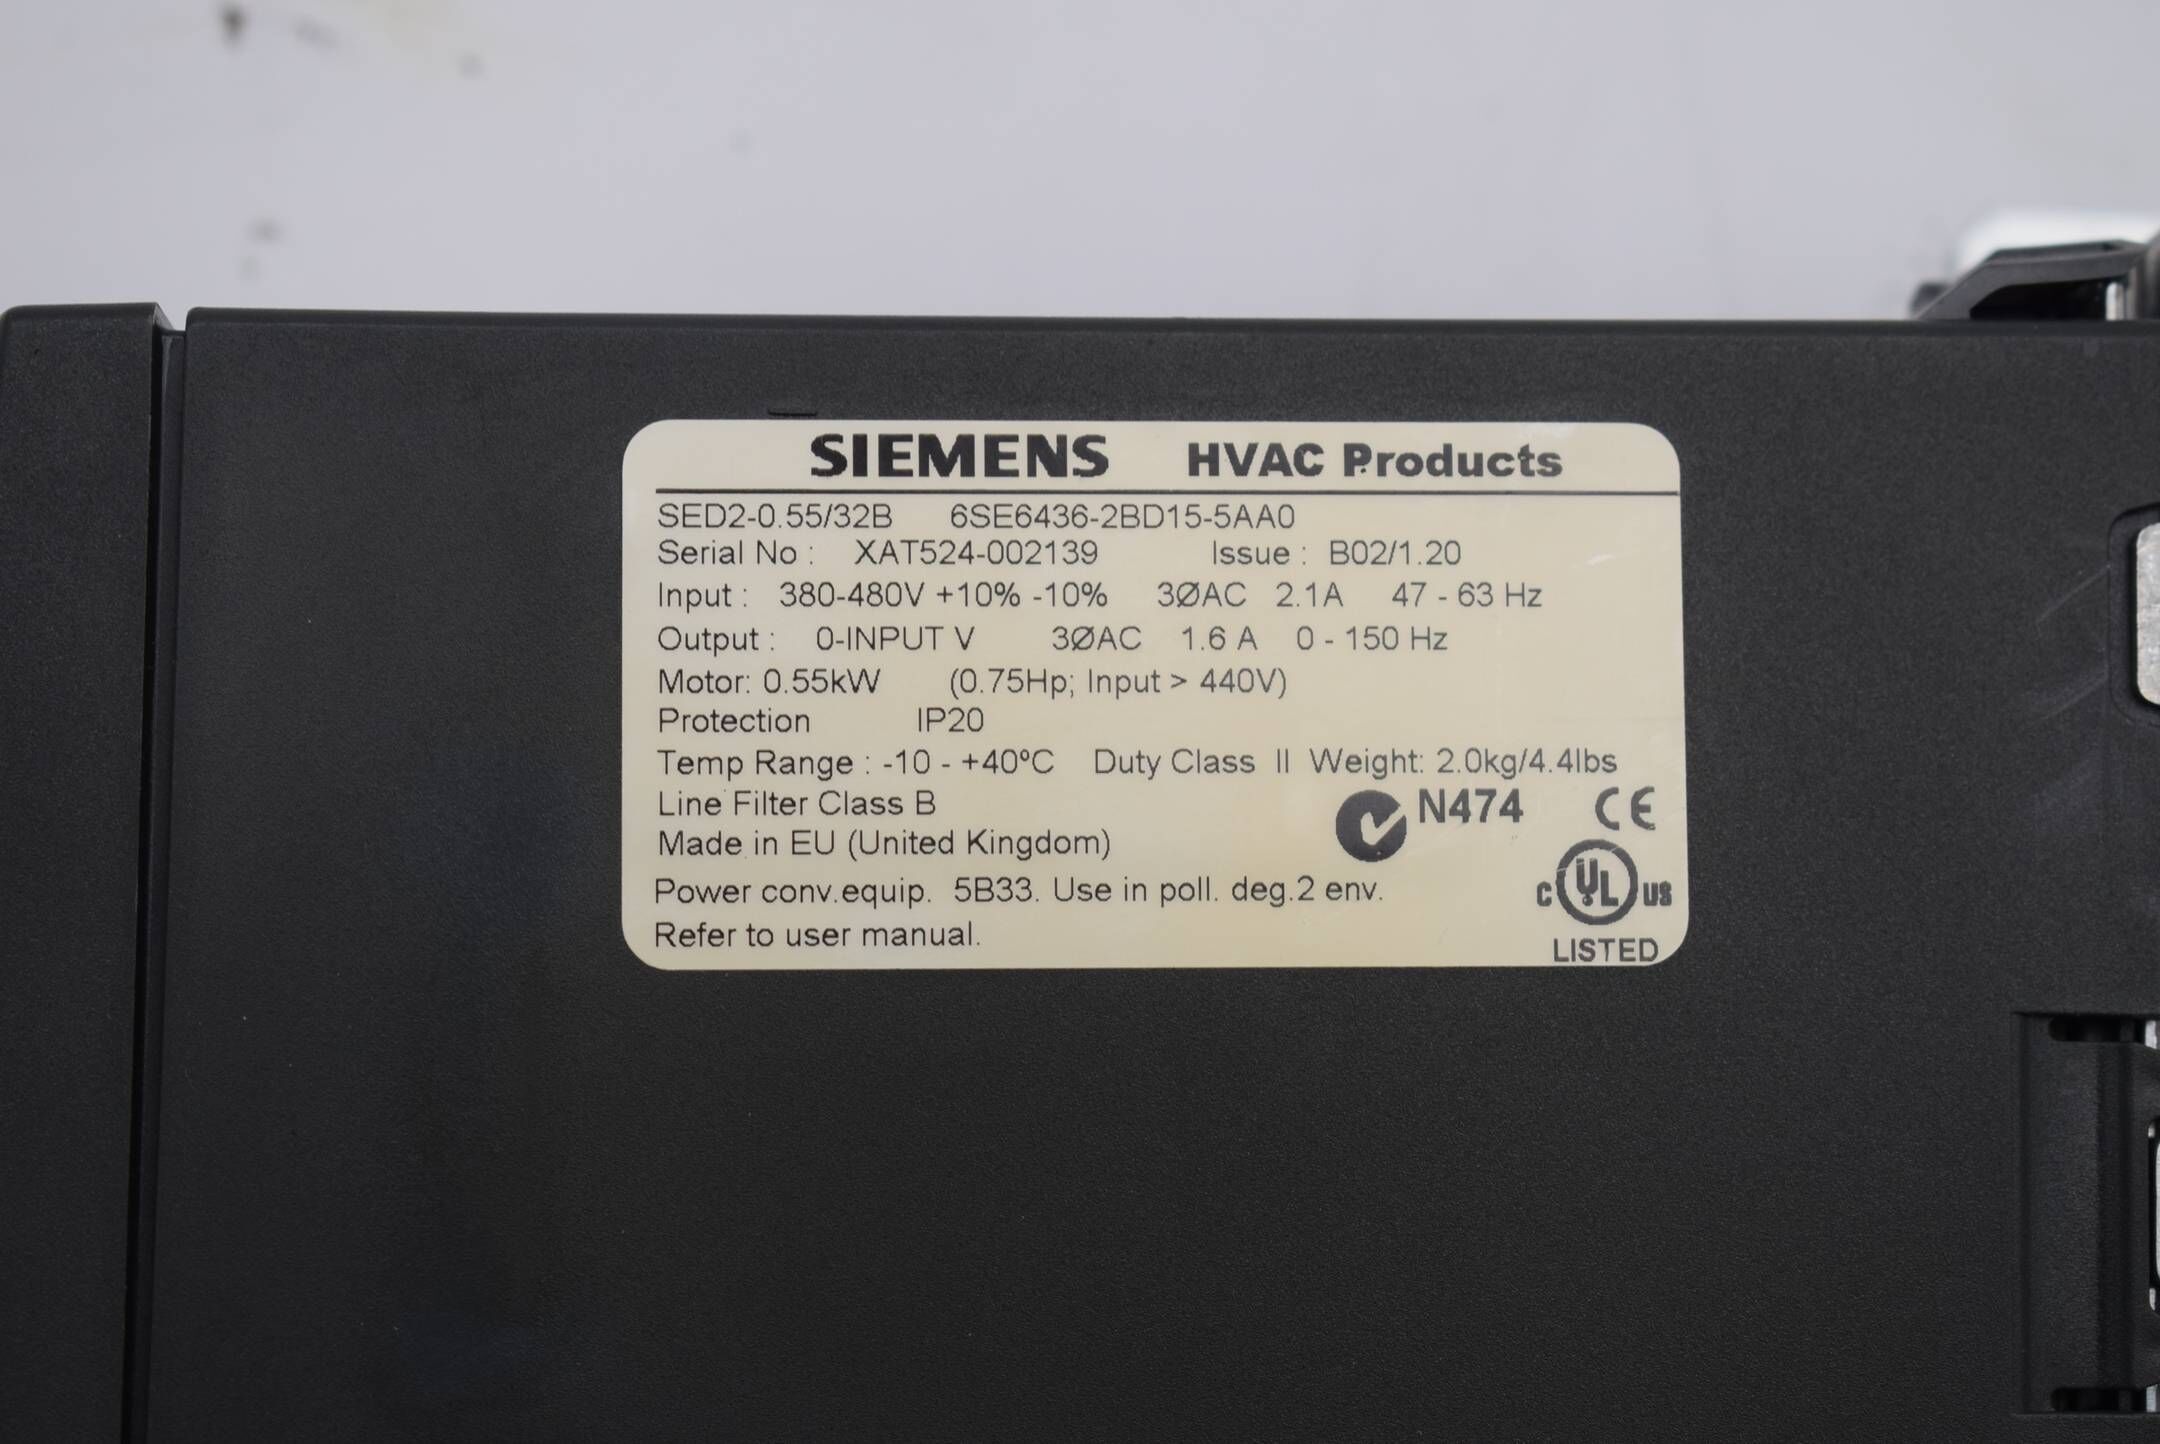 SIEMENS HVAC Products
SED2-0.55/32B 6SE6436-2BD15-5AA0
Serial No : XAT524-002139 Issue : B02/1.20
Input : 380-480V +10% -10% 3ØAC 2.1A 47 - 63 Hz
Output : 0-INPUT V 3ØAC 1.6 A 0 - 150 Hz
Motor: 0.55kW (0.75Hp; Input > 440V)
Protection IP20
Temp Range : -10 - +40ºC Duty Class II Weight: 2.0kg/4.4lbs
Line Filter Class B N474 CE
Made in EU (United Kingdom)
Power conv.equip. 5B33. Use in poll. deg.2 env. C UL US
Refer to user manual. LISTED